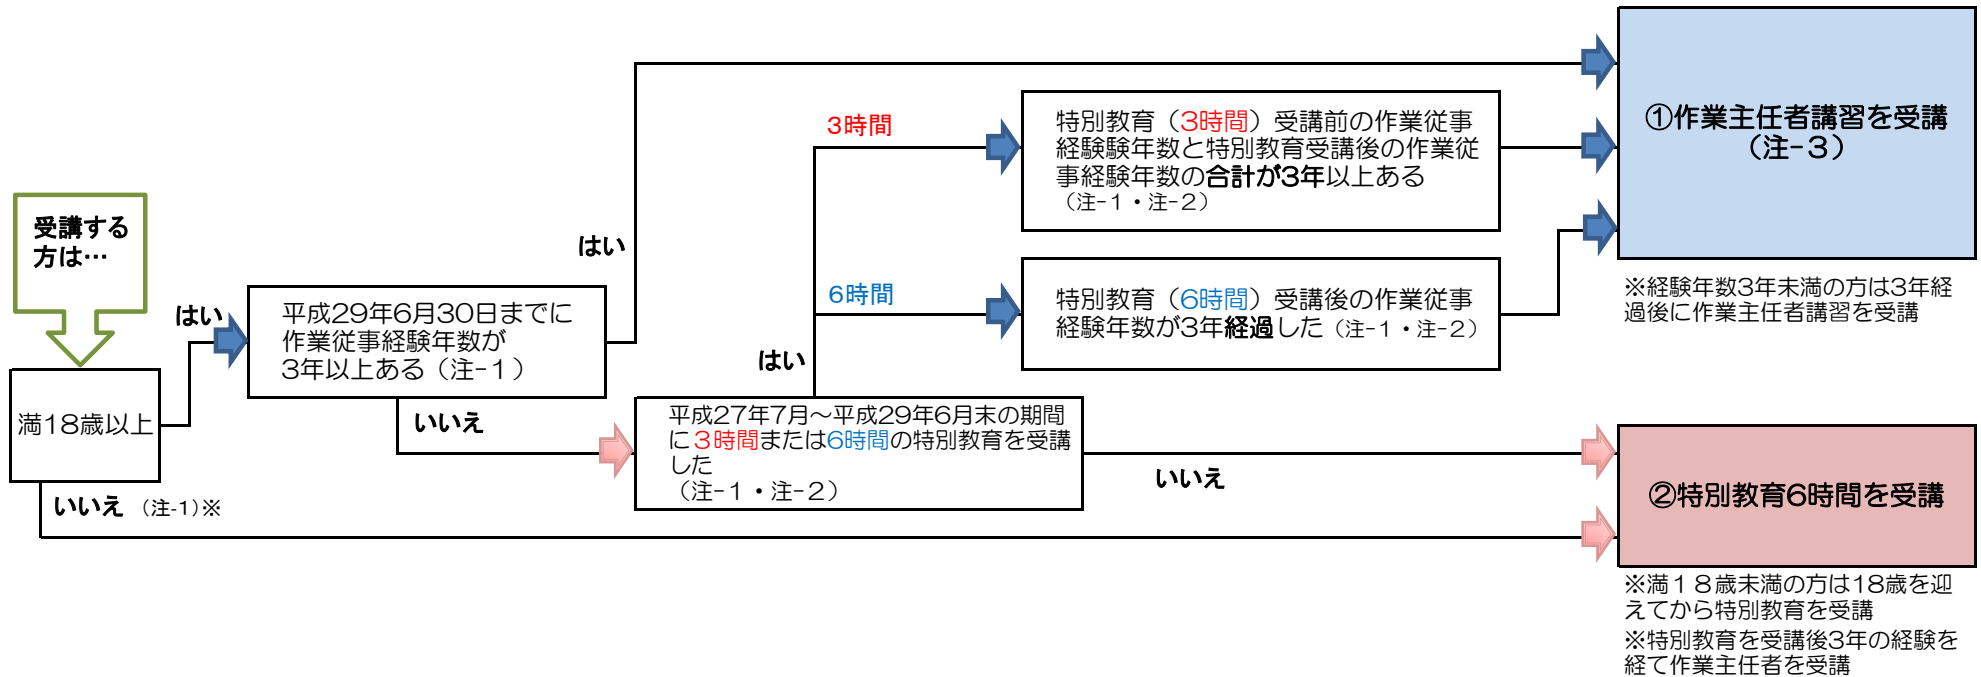 受講する
方は…
満18歳以上
はい
いいえ（注-1）※
平成29年6月30日までに
作業従事経験年数が
3年以上ある（注-1）
はい
いいえ
平成27年7月～平成29年6月末の期間
に３時間または6時間の特別教育を受講
した
（注-1・注-2）
はい
いいえ
3時間
特別教育（3時間）受講前の作業従事
経験験年数と特別教育受講後の作業従
事経験年数の合計が3年以上ある
（注-1・注-2）
6時間
特別教育（6時間）受講後の作業従事
経験年数が3年経過した（注-1・注-2）
①作業主任者講習を受講
（注-３）
※経験年数3年未満の方は3年経
過後に作業主任者講習を受講
②特別教育6時間を受講
※満１８歳未満の方は18歳を迎
えてから特別教育を受講
※特別教育を受講後3年の経験を
経て作業主任者を受講